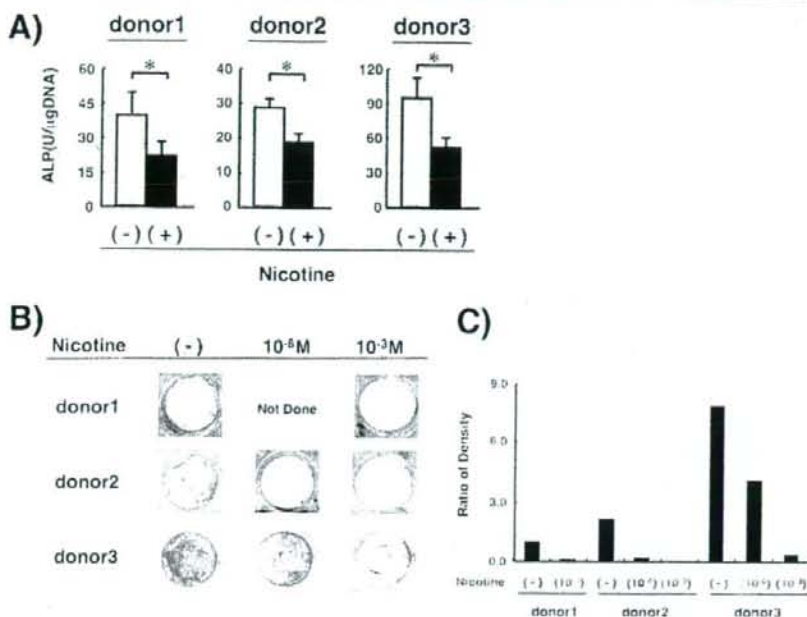 A)
donor1 donor2 donor3
ALP(U/µgDNA)
60 45 30 15 0
40 30 20 10 0
120 90 60 30 0
* * *
(-) (+) (-) (+) (-) (+)
Nicotine
B)
Nicotine (-) 10-3M
donor1 Not Done
donor2
donor3
C)
Ratio of Density
9.0
6.0
3.0
0.0
Nicotine (-) (-) (-)
donor1 donor2 donor3